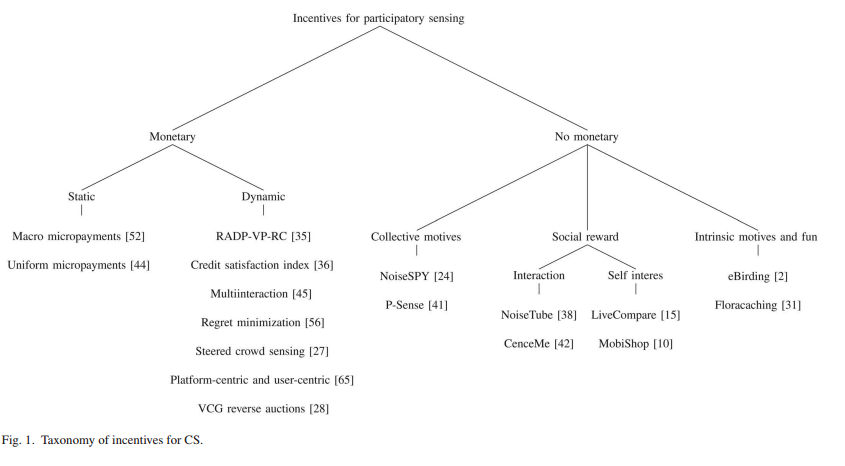 Incentives for participatory sensing
Monetary
No monetary
Static
Dynamic
Macro micropayments [52]
Uniform micropayments [44]
RADP-VP-RC [35]
Credit satisfaction index [36]
Multiinteraction [45]
Regret minimization [56]
Steered crowd sensing [27]
Platform-centric and user-centric [65]
VCG reverse auctions [28]
Collective motives
NoiseSPY [24]
P-Sense [41]
Social reward
Interaction
NoiseTube [38]
CenceMe [42]
Self interes
LiveCompare [15]
MobiShop [10]
Intrinsic motives and fun
eBirding [2]
Floracaching [31]
Fig. 1. Taxonomy of incentives for CS.